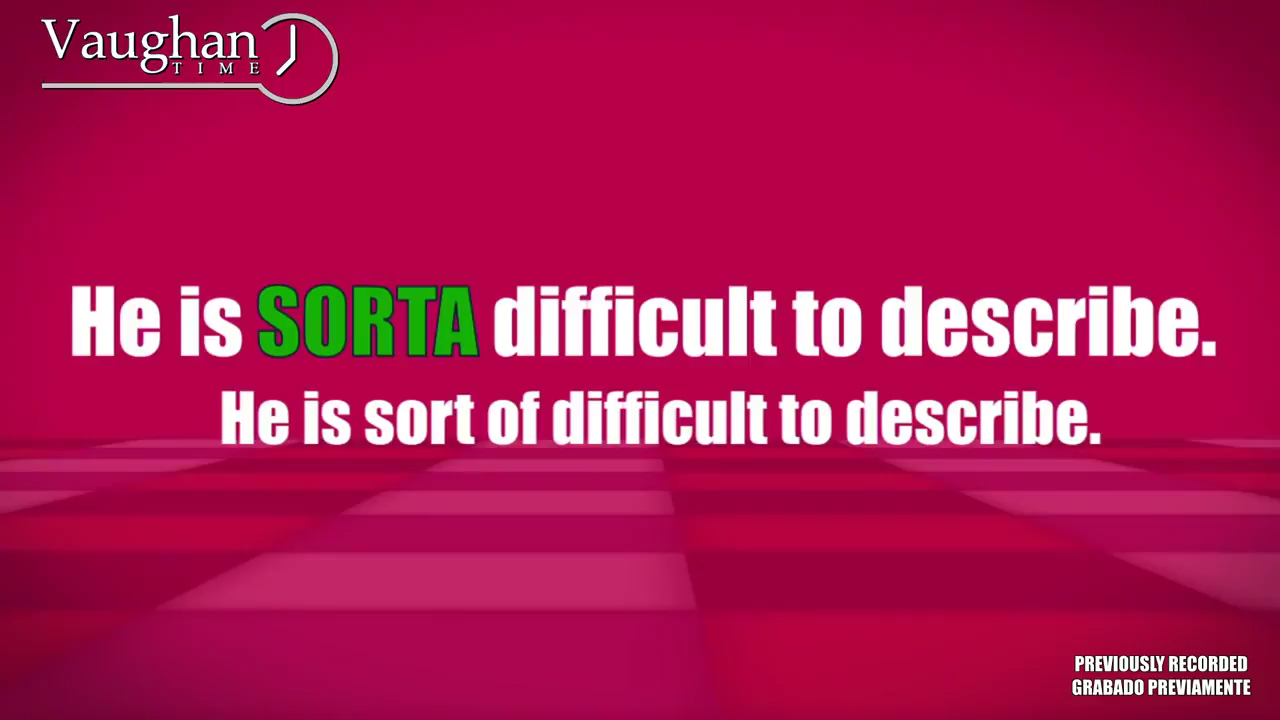 Vaughan
TIME
He is SORTA difficult to describe.
He is sort of difficult to describe.
PREVIOUSLY RECORDED
GRABADO PREVIAMENTE